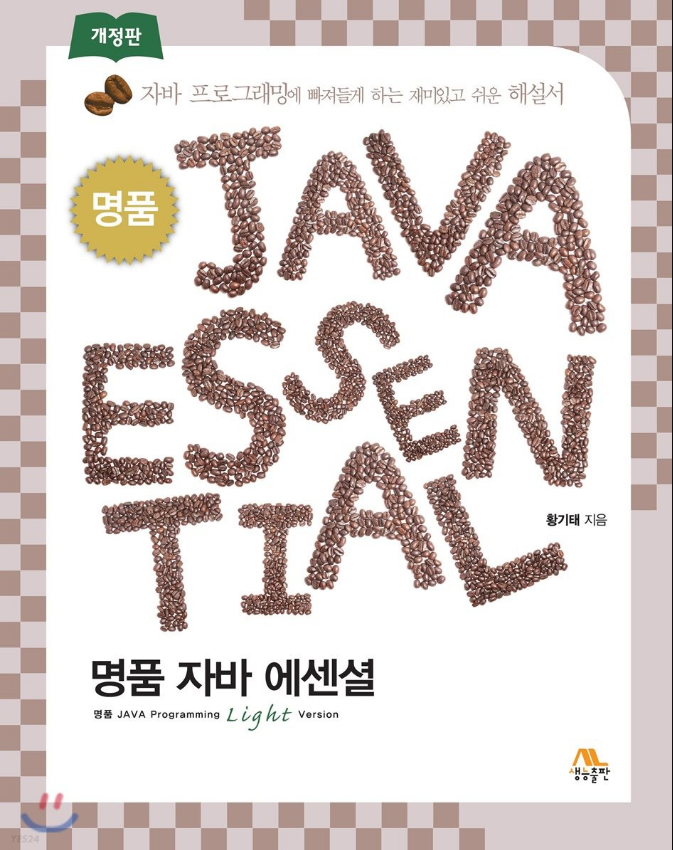 개정판
자바 프로그래밍에 빠져들게 하는 재미있고 쉬운 해설서
명품
JAVA
ESSEN
TIAL
황기태 지음
명품 자바 에센셜
명품 JAVA Programming Light Version
생능출판
YES24